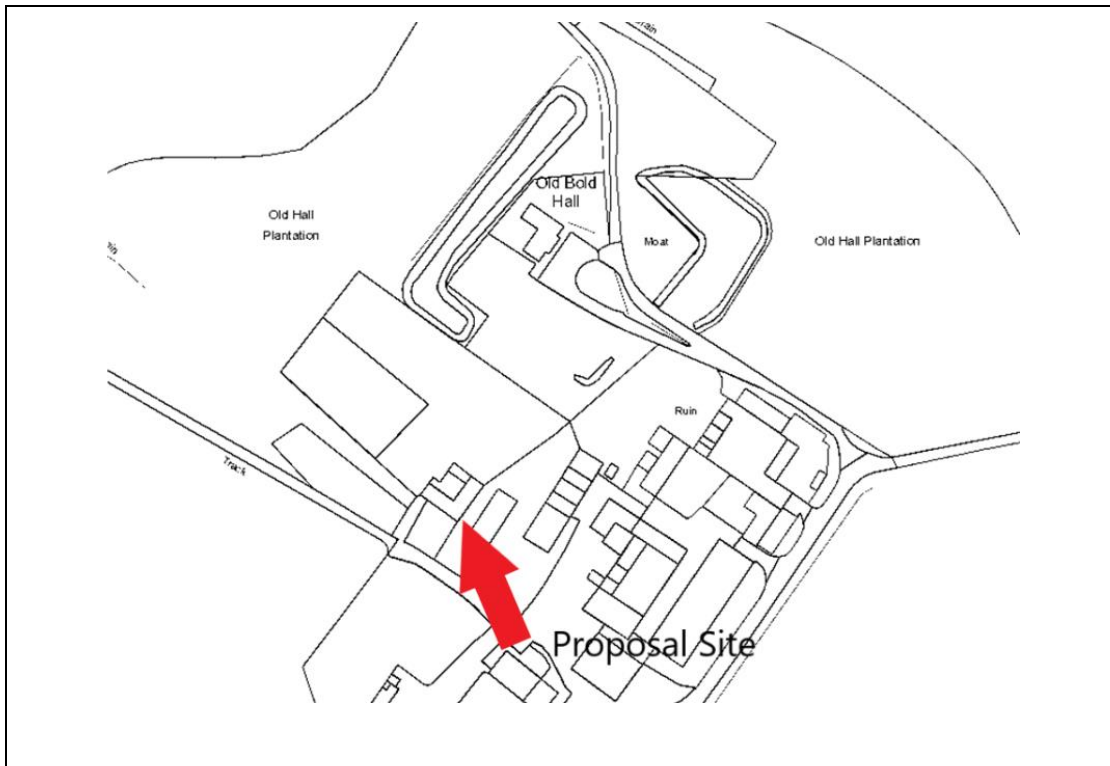 Old Bold
Hall
Old Hall
Plantation
Moat
Old Hall Plantation
Ruin
Track
Proposal Site